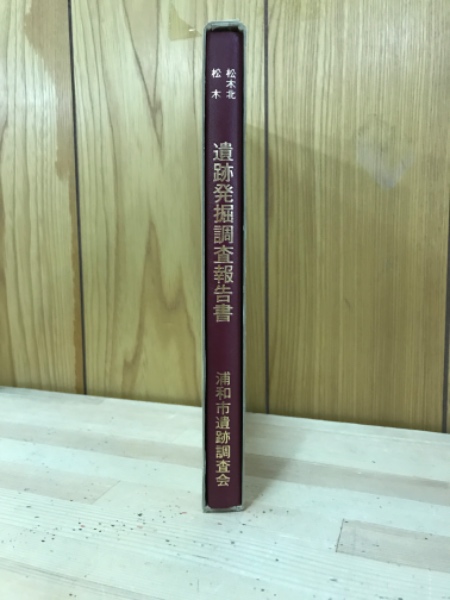 松木北
松木
遺跡発掘調査報告書
浦和市遺跡調査会